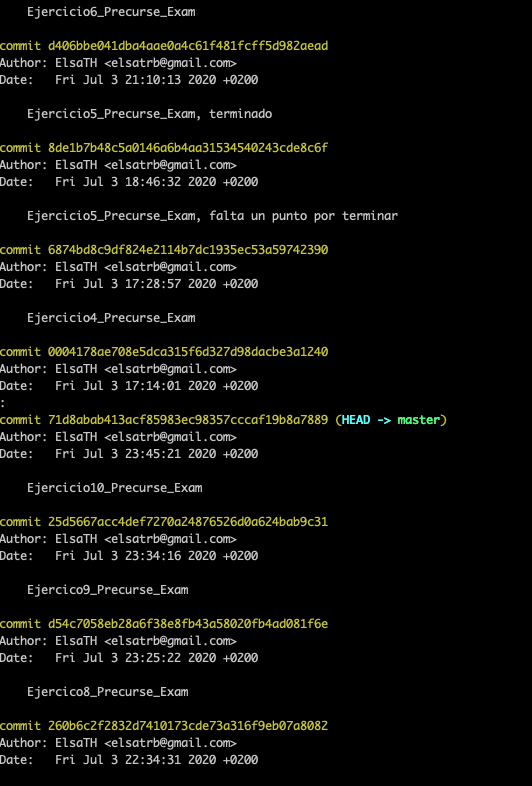 Ejercicio6_Precurse_Exam
commit d406bbe041dba4aae0a4c61f481fcff5d982aead
Author: ElsaTH <elsatrb@gmail.com>
Date: Fri Jul 3 21:10:13 2020 +0200
Ejercicio5_Precurse_Exam, terminado
commit 8de1b7b48c5a0146a6b4aa31534540243cde8c6f
Author: ElsaTH <elsatrb@gmail.com>
Date: Fri Jul 3 18:46:32 2020 +0200
Ejercicio5_Precurse_Exam, falta un punto por terminar
commit 6874bd8c9df824e2114b7dc1935ec53a59742390
Author: ElsaTH <elsatrb@gmail.com>
Date: Fri Jul 3 17:28:57 2020 +0200
Ejercicio4_Precurse_Exam
commit 0004178ae708e5dca315f6d327d98dacbe3a1240
Author: ElsaTH <elsatrb@gmail.com>
Date: Fri Jul 3 17:14:01 2020 +0200
:
commit 71d8abab413acf85983ec98357cccaf19b8a7889 (HEAD -> master)
Author: ElsaTH <elsatrb@gmail.com>
Date: Fri Jul 3 23:45:21 2020 +0200
Ejercicio10_Precurse_Exam
commit 25d5667acc4def7270a24876526d0a624bab9c31
Author: ElsaTH <elsatrb@gmail.com>
Date: Fri Jul 3 23:34:16 2020 +0200
Ejercico9_Precurse_Exam
commit d54c7058eb28a6f38e8fb43a58020fb4ad081f6e
Author: ElsaTH <elsatrb@gmail.com>
Date: Fri Jul 3 23:25:22 2020 +0200
Ejercico8_Precurse_Exam
commit 260b6c2f2832d7410173cde73a316f9eb07a8082
Author: ElsaTH <elsatrb@gmail.com>
Date: Fri Jul 3 22:34:31 2020 +0200